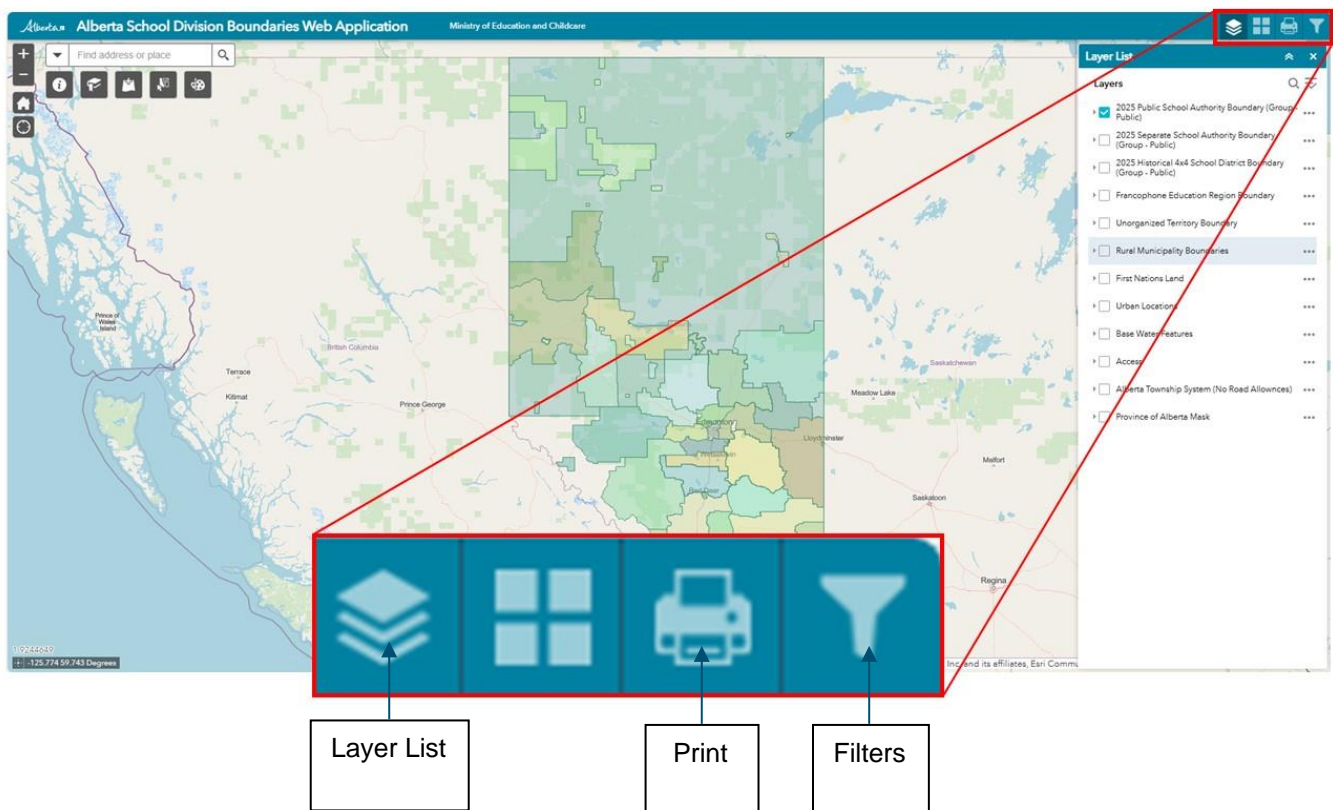 Alberta Alberta School Division Boundaries Web Application Ministry of Education and Childcare
+
Find address or place
−
Layer List
Layers
2025 Public School Authority Boundary (Group -
Public)
2025 Separate School Authority Boundary
(Group - Public)
2025 Historical 4x4 School District Boundary
(Group - Public)
Francophone Education Region Boundary
Unorganized Territory Boundary
Rural Municipality Boundaries
First Nations Land
Urban Locations
Base Water Features
Access
Alberta Township System (No Road Allownces)
Province of Alberta Mask
Prince of
Wales
Island
British Columbia
Saskatchewan
Terrace
Kitimat
Prince George
Meadow Lake
Edmonton
Lloydminster
Wetaskiwin
Melfort
Red Deer
Saskatoon
Regina
1:9244649
-125.774 59.743 Degrees
Inc. and its affiliates, Esri Commu
Layer List
Print
Filters